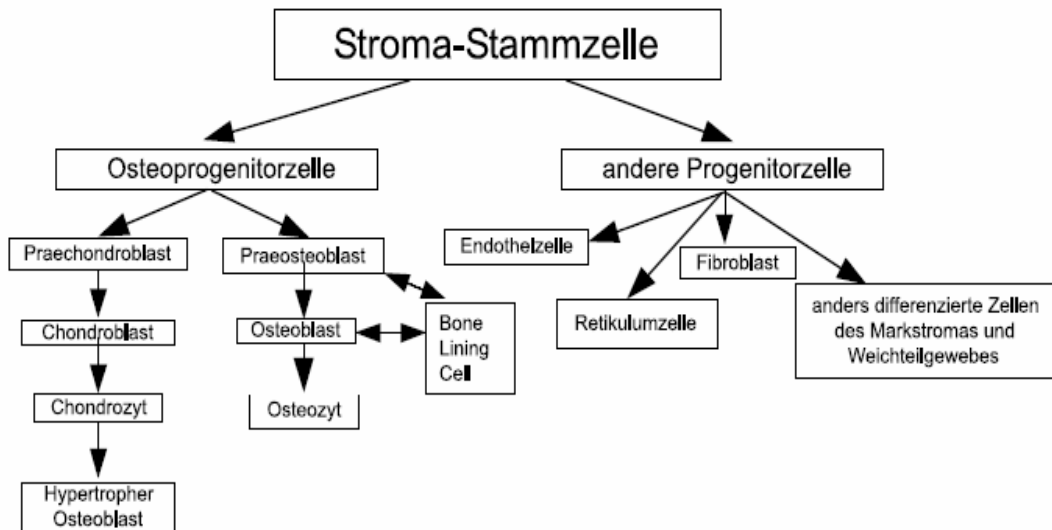 Stroma-Stammzelle
Osteoprogenitorzelle
andere Progenitorzelle
Praechondroblast
Praeosteoblast
Endothelzelle
Fibroblast
Chondroblast
Osteoblast
Bone
Lining
Cell
Retikulumzelle
anders differenzierte Zellen
des Markstromas und
Weichteilgewebes
Chondrozyt
Osteozyt
Hypertropher
Osteoblast